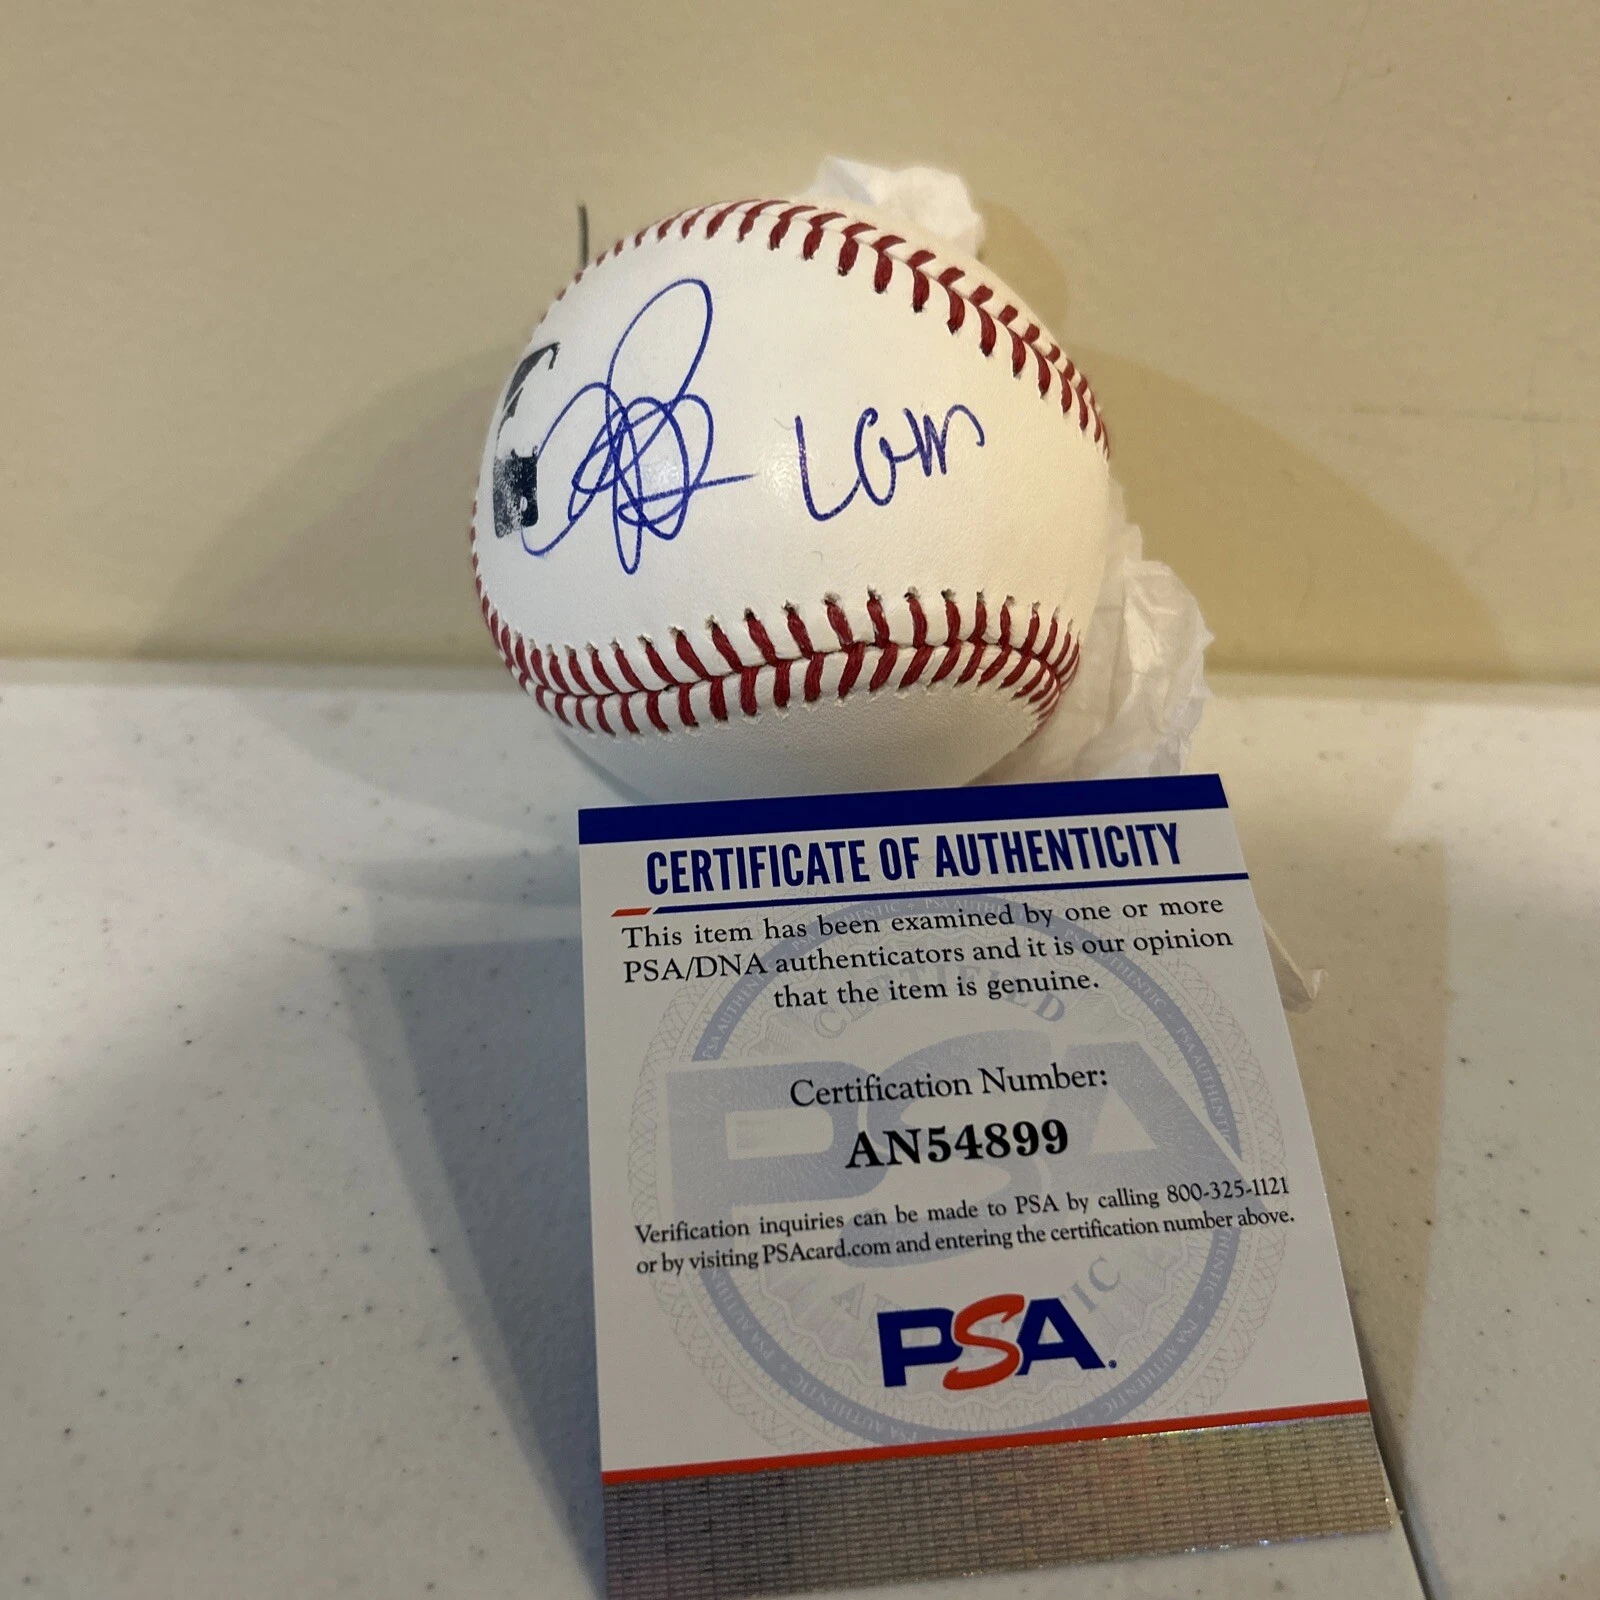 CERTIFICATE OF AUTHENTICITY
This item has been examined by one or more
PSA/DNA authenticators and it is our opinion
that the item is genuine.
CERTIFIED
Certification Number:
AN54899
Verification inquiries can be made to PSA by calling 800-325-1121
or by visiting PSAcard.com and entering the certification number above.
PSA